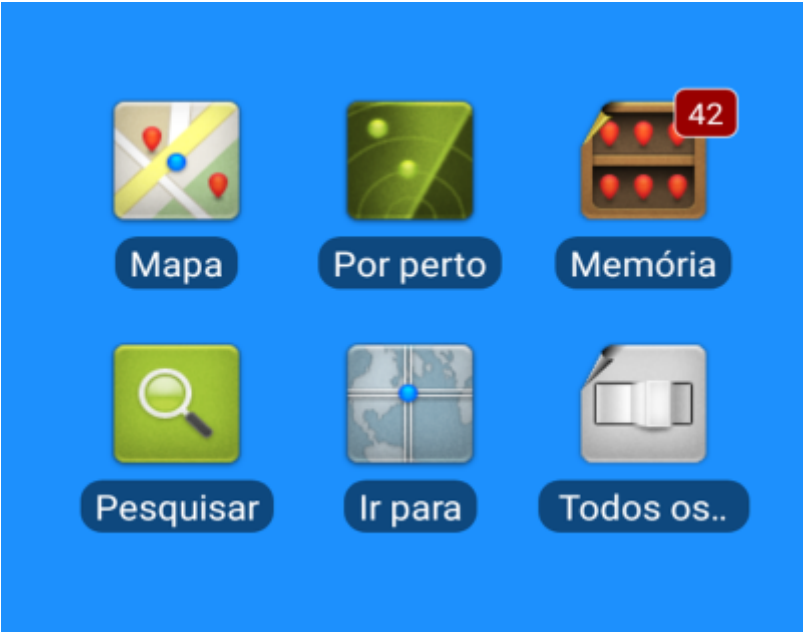 42
Mapa
Por perto
Memória
Pesquisar
Ir para
Todos os..